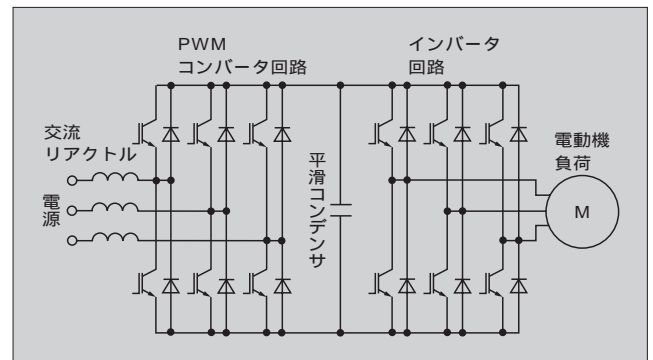 PWM
コンバータ回路
インバータ
回路
交流
リアクトル
電源
平滑コンデンサ
電動機
負荷
M